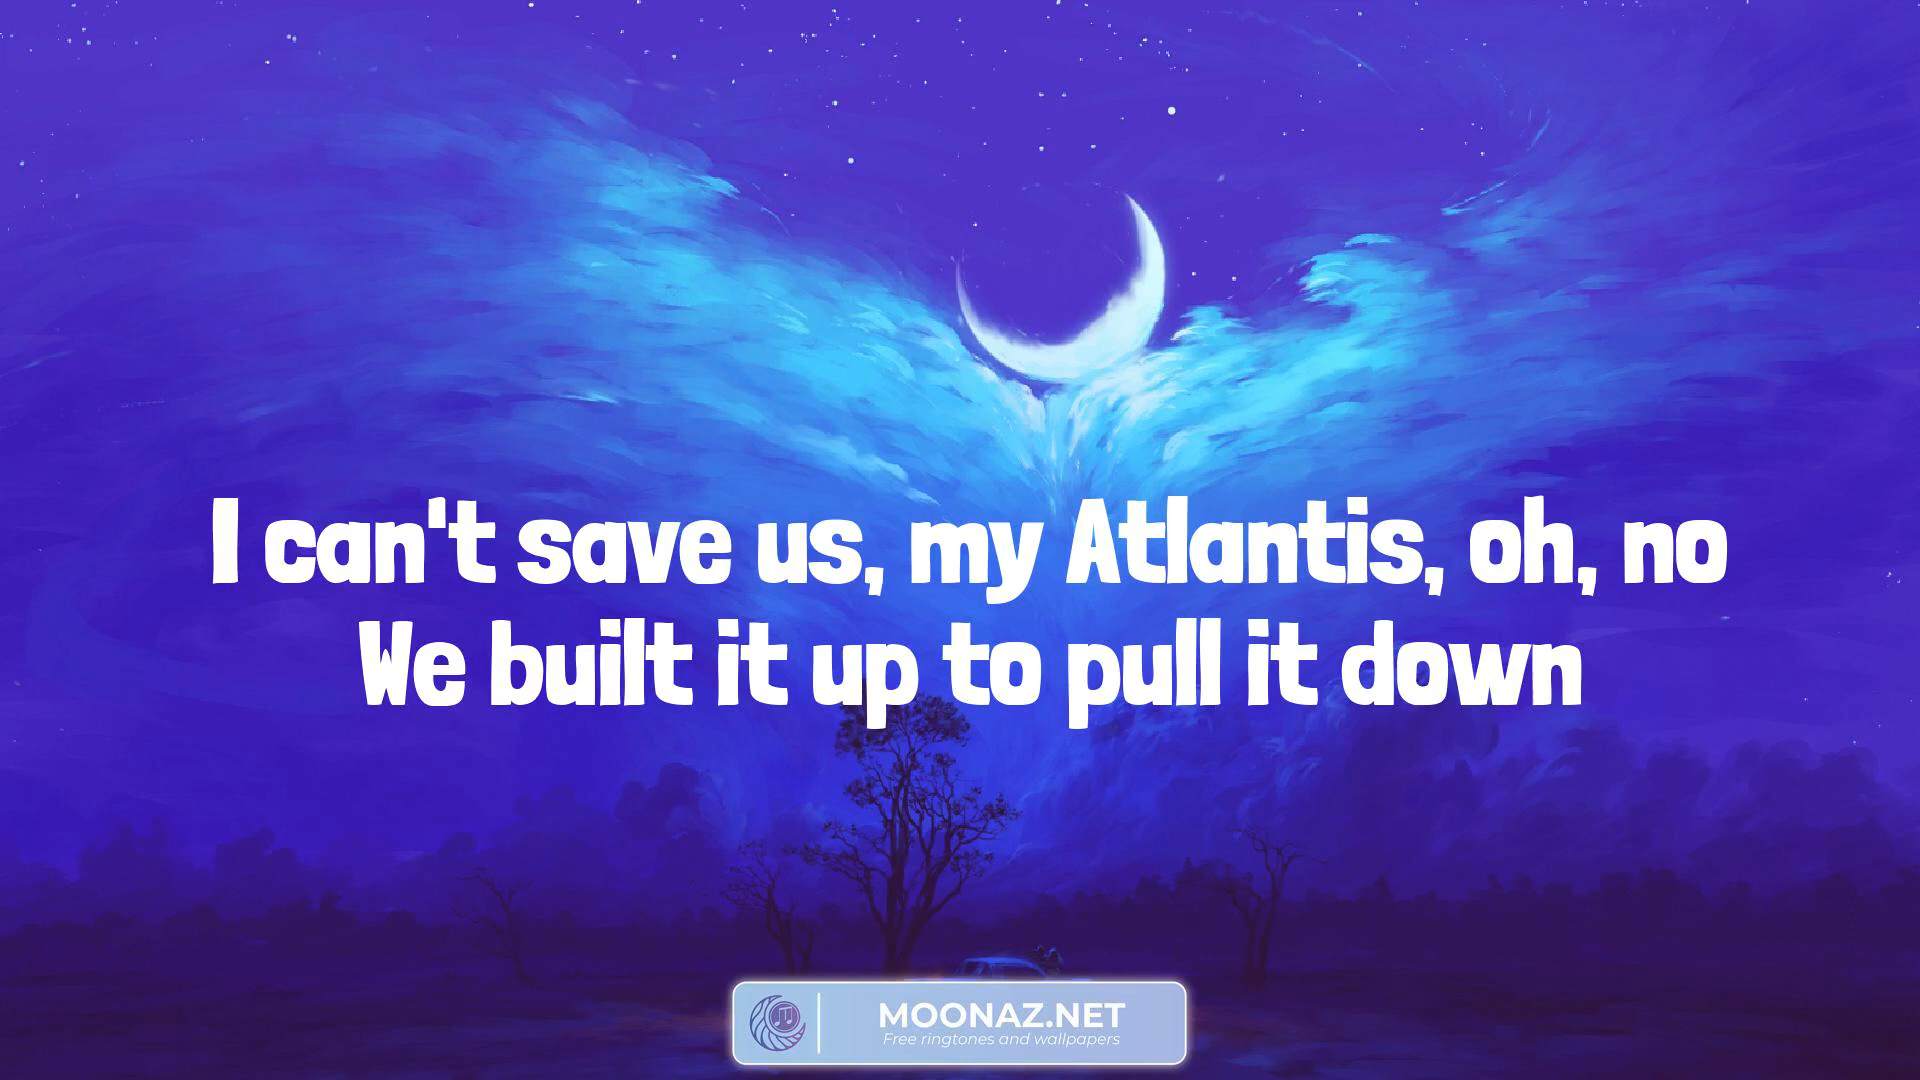 I can't save us, my Atlantis, oh, no
We built it up to pull it down
MOONAZ.NET
Free ringtones and wallpapers